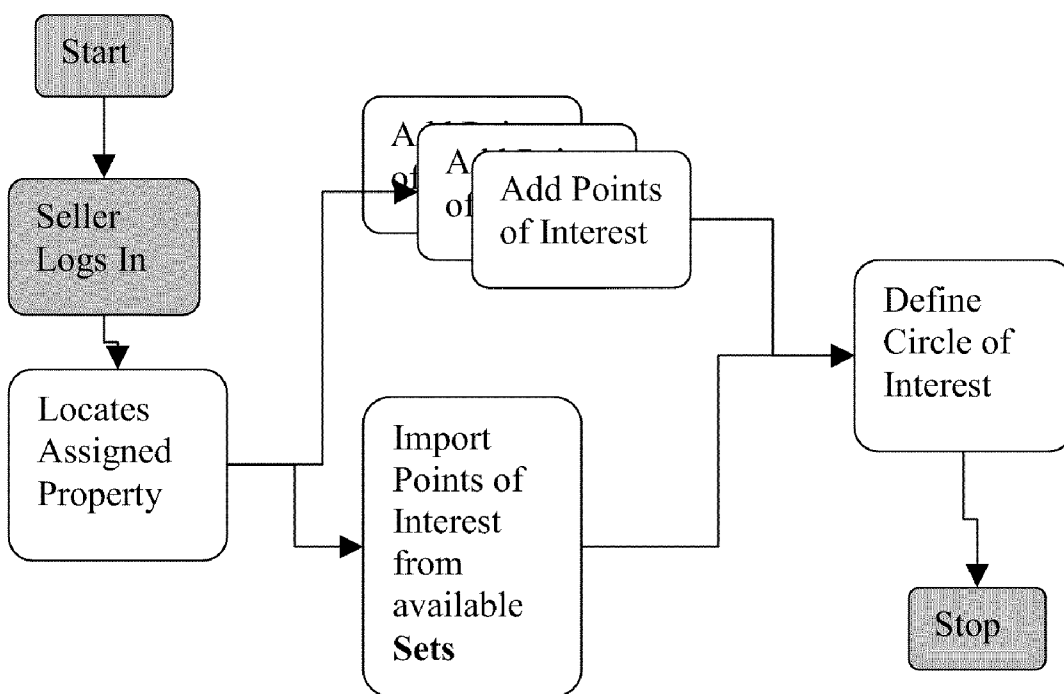 Start
Seller
Logs In
Locates
Assigned
Property
Add Points
of Interest
Import
Points of
Interest
from
available
Sets
Define
Circle of
Interest
Stop